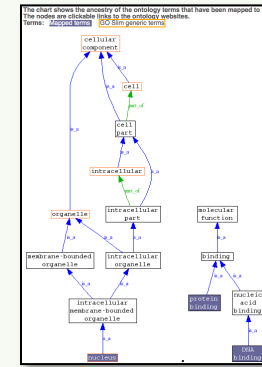 The chart shows the ancestry of the ontology terms that have been mapped to
The nodes are clickable links to the ontology websites.
Terms: Mapped terms GO Slim generic terms
cellular
component
is_a
is_a
cell
is_a
part_of
cell
part
is_a
intracellular
part_of
is_a
organelle
intracellular
part
molecular
function
is_a
is_a
is_a
is_a
membrane-bounded
organelle
intracellular
organelle
binding
is_a
is_a
is_a
is_a
intracellular
membrane-bounded
organelle
protein
binding
nucleic
acid
binding
is_a
is_a
nucleus
DNA
binding